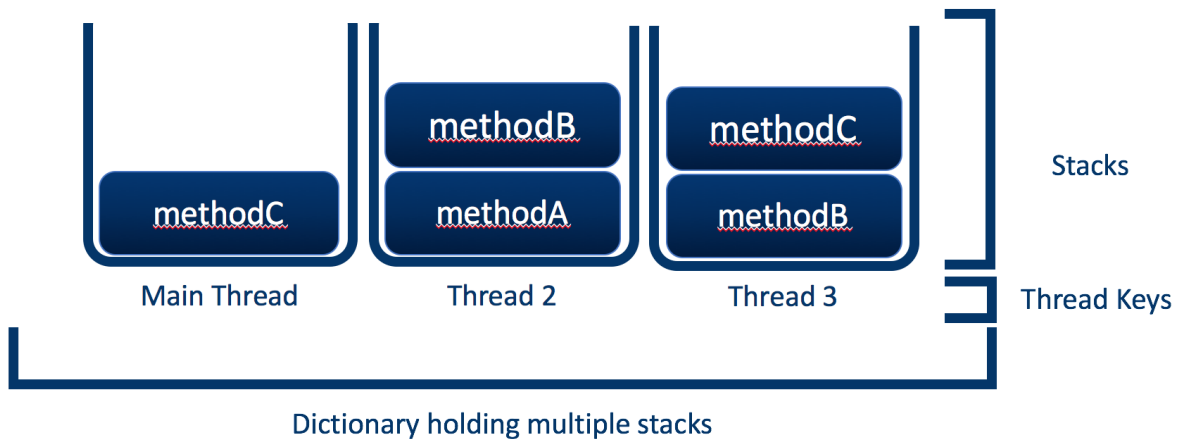 methodB
methodC
Stacks
methodC
methodA
methodB
Main Thread
Thread 2
Thread 3
Thread Keys
Dictionary holding multiple stacks